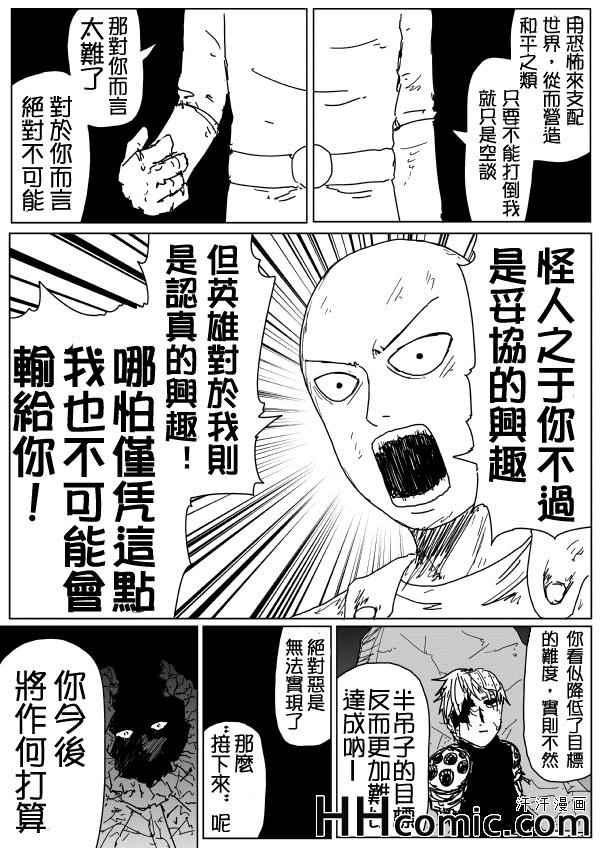 用恐怖來支配
世界，從而營造
和平之類
只要不能打倒我
就只是空談
那對你而言
太難了
對於你而言
絕對不可能
怪人之于你不過
是妥協的興趣
但英雄對於我則
是認真的興趣！
哪怕僅凭這點
我也不可能會
輸給你！
你看似降低了目標
的難度，實則不然
半吊子的目標
反而更加難以
達成吶－
絕對惡是
無法實現了
那麼
…接下來…呢
你今後
將作何打算
汗汗漫画
HHcomic.com